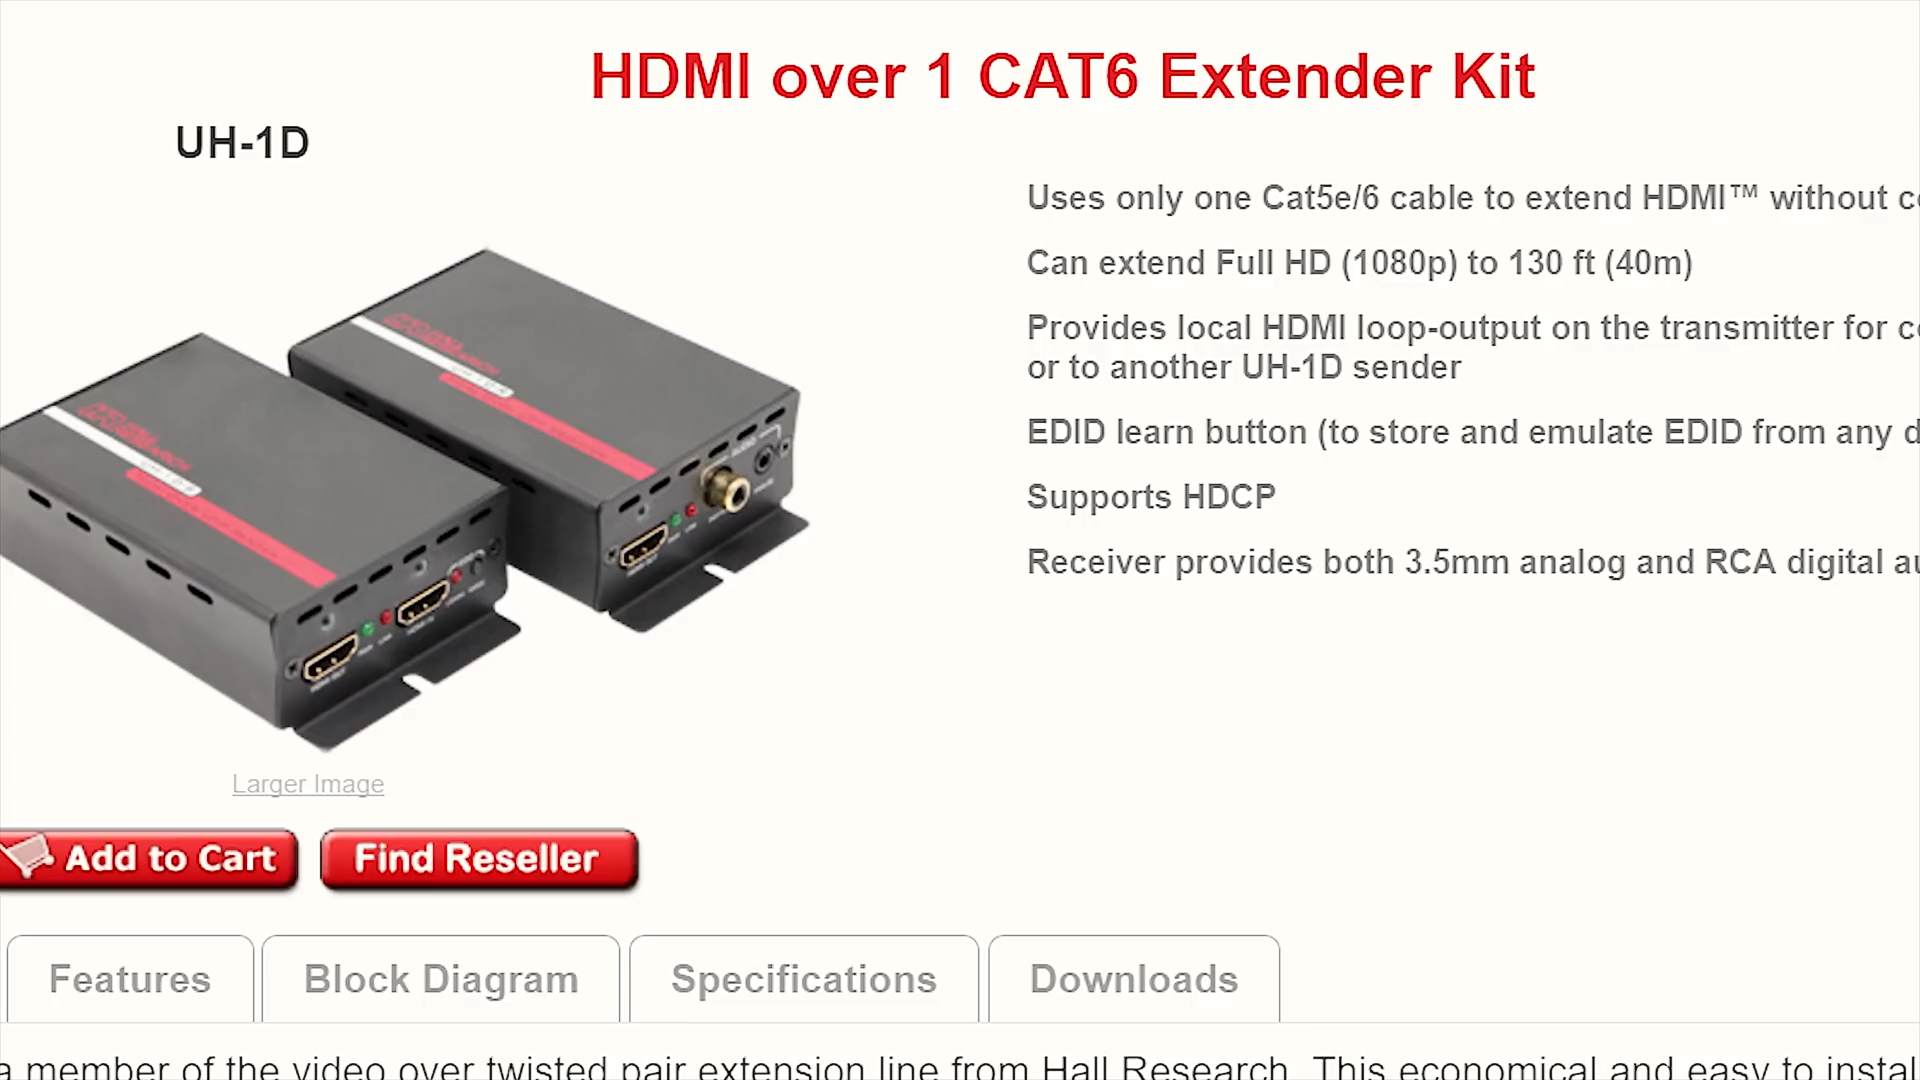 HDMI over 1 CAT6 Extender Kit
UH-1D
Uses only one Cat5e/6 cable to extend HDMI™ without
Can extend Full HD (1080p) to 130 ft (40m)
Provides local HDMI loop-output on the transmitter for
or to another UH-1D sender
EDID learn button (to store and emulate EDID from any
Supports HDCP
Receiver provides both 3.5mm analog and RCA digital
Larger Image
Add to Cart
Find Reseller
Features
Block Diagram
Specifications
Downloads
a member of the video over twisted pair extension line from Hall Research. This economical and easy to